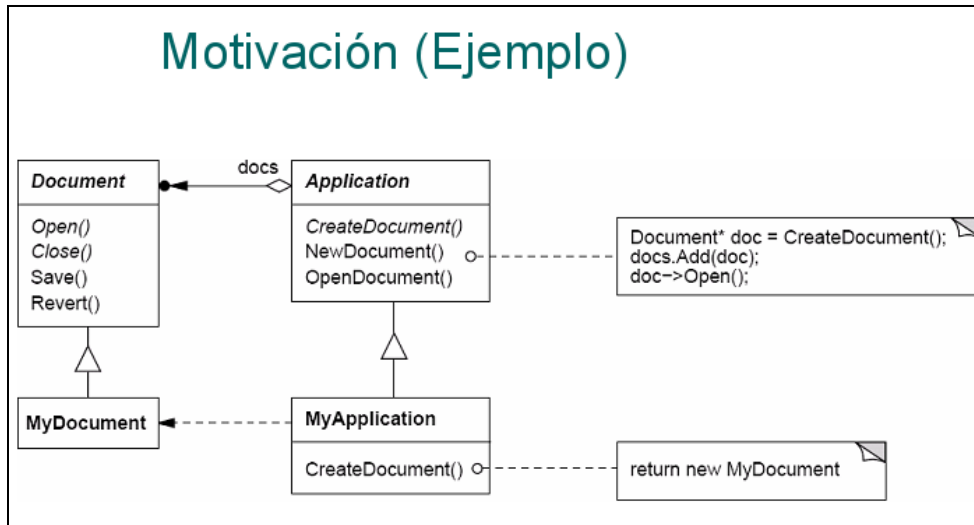 Motivación (Ejemplo)
docs
Document
Open()
Close()
Save()
Revert()
Application
CreateDocument()
NewDocument()
OpenDocument()
Document* doc = CreateDocument();
docs.Add(doc);
doc->Open();
MyDocument
MyApplication
CreateDocument()
return new MyDocument